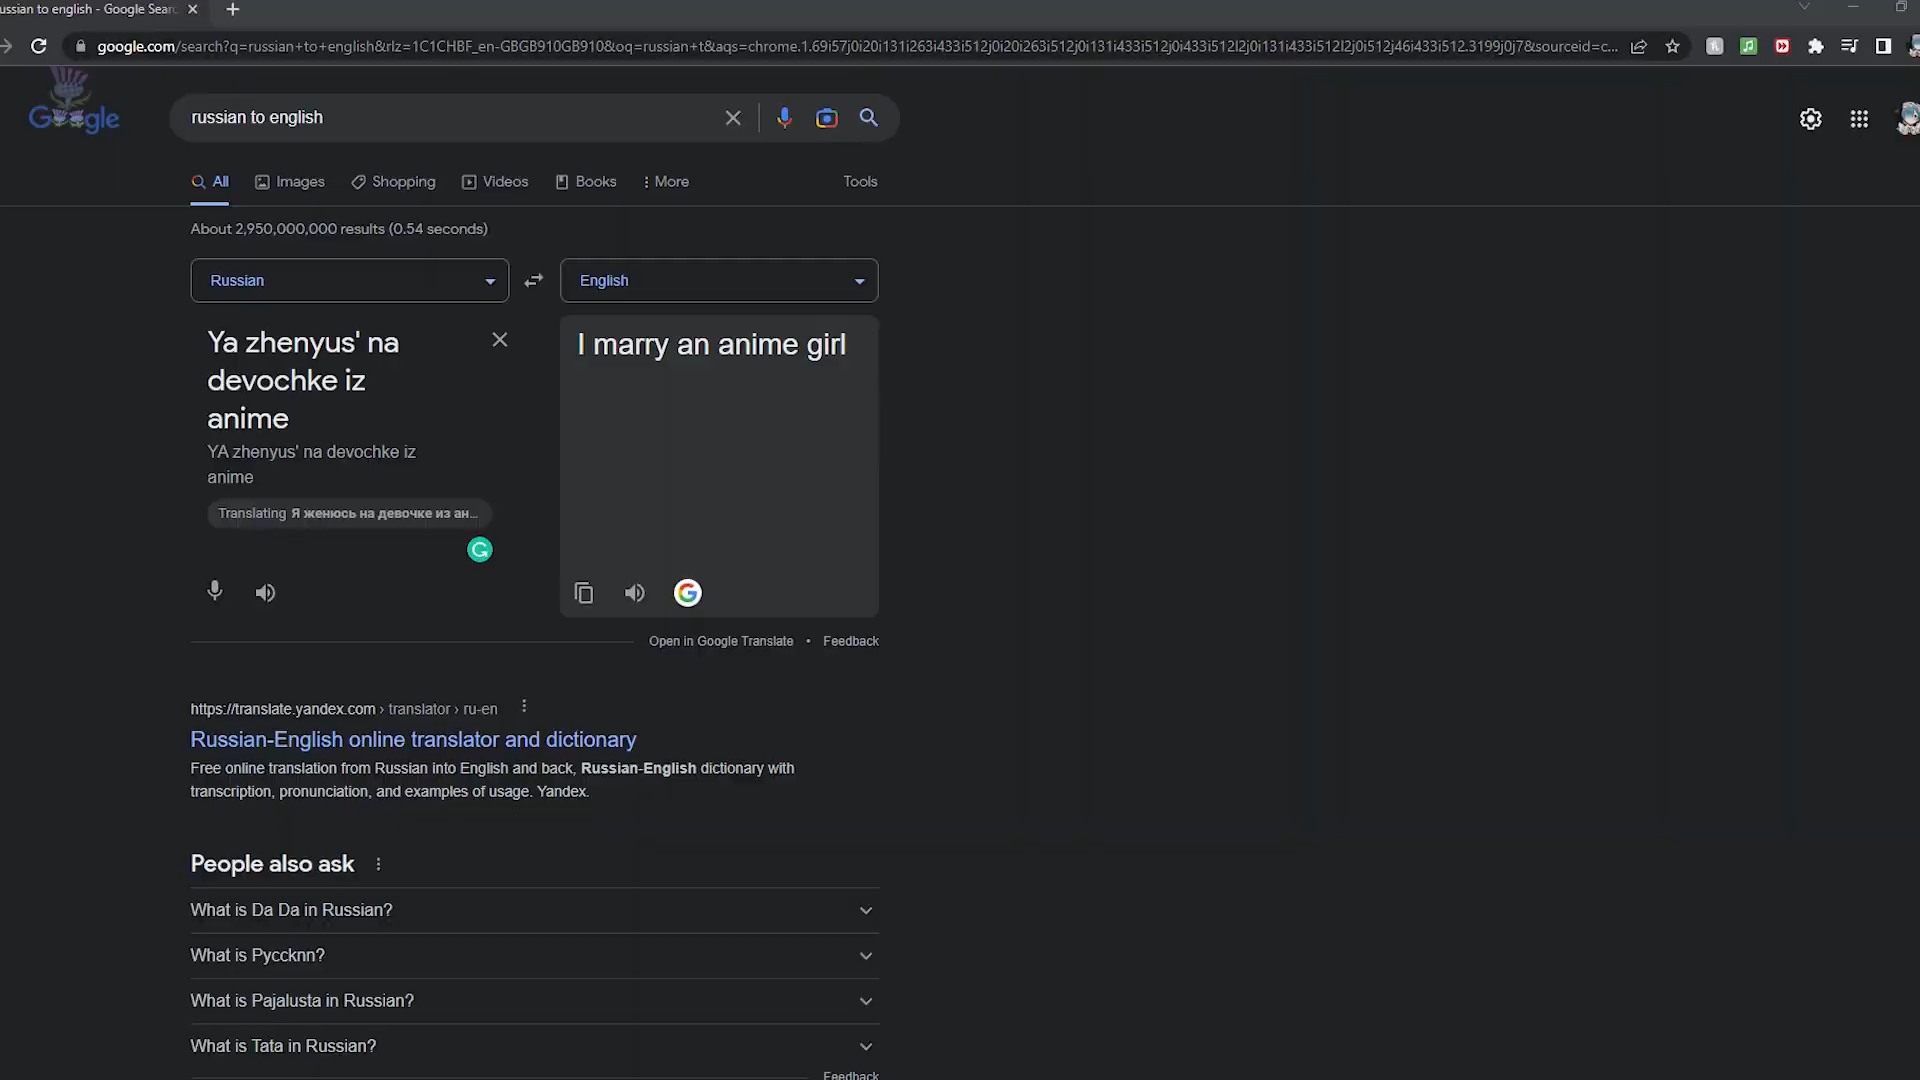 ussian to english - Google Sear
google.com/search?q=russian+to+english&rlz=1C1CHBF_en-GBGB910GB910&oq=russian+t&aqs=chrome.1.69i57j0i20i131i263i433i512j0i20i263i512j0i131i433i512j0i433i512l2j0i131i433i512l2j0i512j46i433i512.3199j0j7&sourceid=c...
Google
russian to english
All Images Shopping Videos Books More Tools
About 2,950,000,000 results (0.54 seconds)
Russian English
Ya zhenyus' na
devochke iz
anime
I marry an anime girl
YA zhenyus' na devochke iz
anime
Translating Я женюсь на девочке из ан...
Open in Google Translate • Feedback
https://translate.yandex.com › translator › ru-en
Russian-English online translator and dictionary
Free online translation from Russian into English and back, Russian-English dictionary with
transcription, pronunciation, and examples of usage. Yandex.
People also ask
What is Da Da in Russian?
What is Pyccknn?
What is Pajalusta in Russian?
What is Tata in Russian?
Feedback